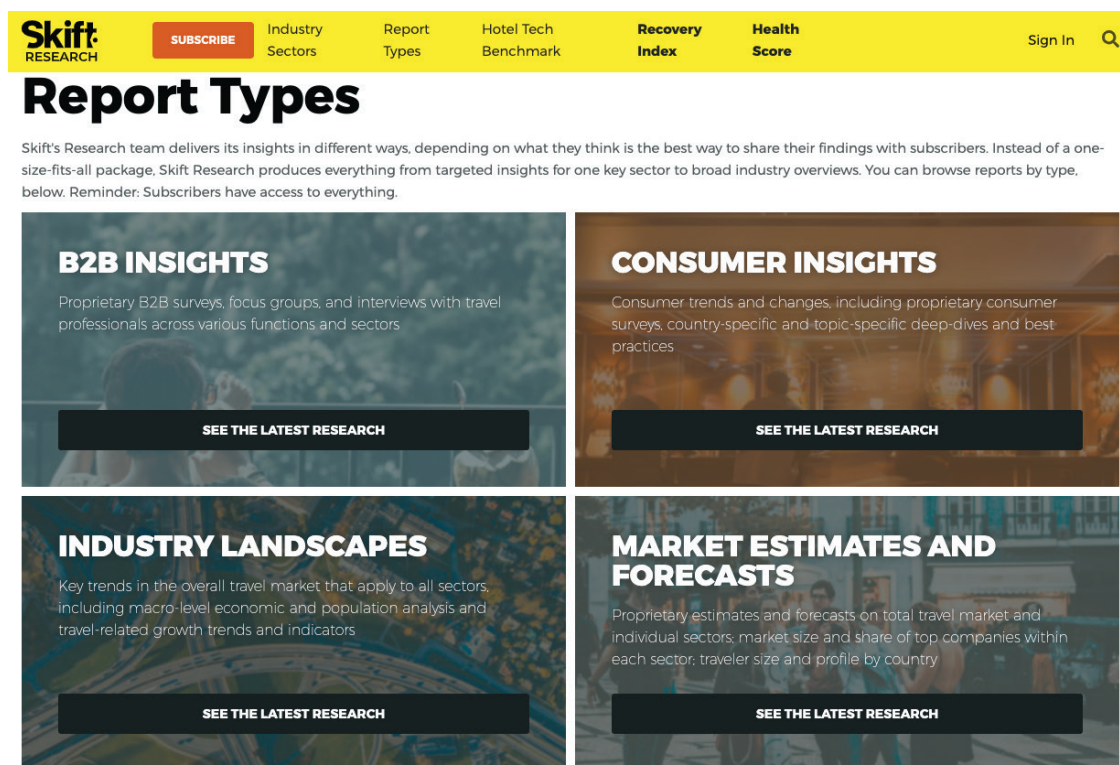 Skift:
RESEARCH
SUBSCRIBE
Industry
Sectors
Report
Types
Hotel Tech
Benchmark
Recovery
Index
Health
Score
Sign In
Report Types
Skift's Research team delivers its insights in different ways, depending on what they think is the best way to share their findings with subscribers. Instead of a one-
size-fits-all package, Skift Research produces everything from targeted insights for one key sector to broad industry overviews. You can browse reports by type,
below. Reminder: Subscribers have access to everything.
B2B INSIGHTS
Proprietary B2B surveys, focus groups, and interviews with travel
professionals across various functions and sectors
SEE THE LATEST RESEARCH
CONSUMER INSIGHTS
Consumer trends and changes, including proprietary consumer
surveys, country-specific and topic-specific deep-dives and best
practices
SEE THE LATEST RESEARCH
INDUSTRY LANDSCAPES
Key trends in the overall travel market that apply to all sectors,
including macro-level economic and population analysis and
travel-related growth trends and indicators
SEE THE LATEST RESEARCH
MARKET ESTIMATES AND
FORECASTS
Proprietary estimates and forecasts on total travel market and
individual sectors; market size and share of top companies within
each sector; traveler size and profile by country
SEE THE LATEST RESEARCH